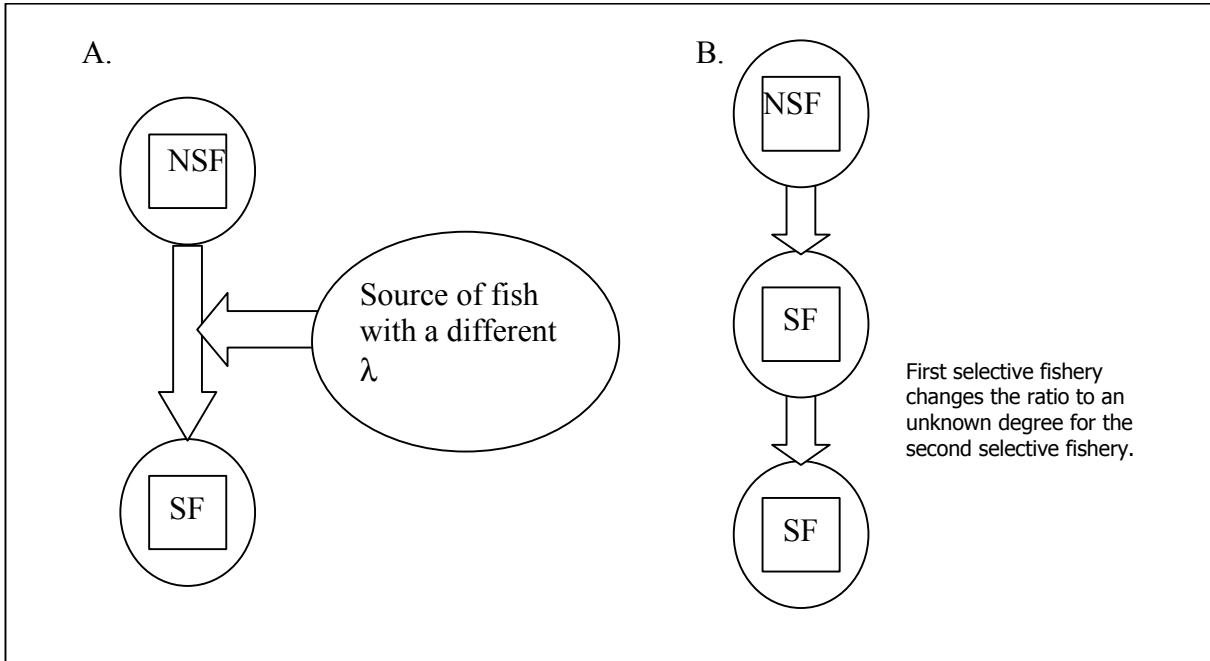 A.
NSF
Source of fish
with a different
λ
SF
B.
NSF
SF
First selective fishery
changes the ratio to an
unknown degree for the
second selective fishery.
SF